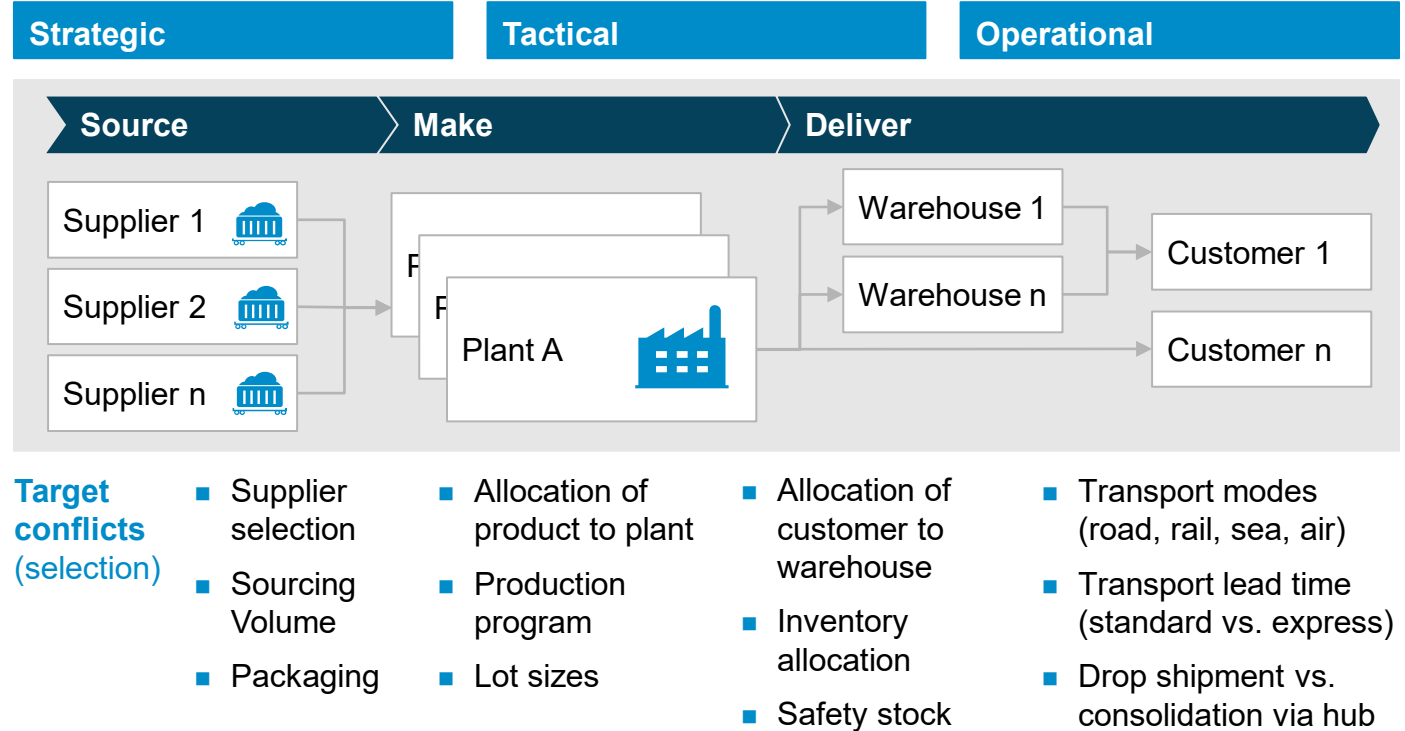 Strategic
Tactical
Operational
Source
Make
Deliver
Supplier 1
Supplier 2
Supplier n
Plant A
Warehouse 1
Warehouse n
Customer 1
Customer n
Target
conflicts
(selection)
■ Supplier
selection
■ Sourcing
Volume
■ Packaging
■ Allocation of
product to plant
■ Production
program
■ Lot sizes
■ Allocation of
customer to
warehouse
■ Inventory
allocation
■ Safety stock
■ Transport modes
(road, rail, sea, air)
■ Transport lead time
(standard vs. express)
■ Drop shipment vs.
consolidation via hub